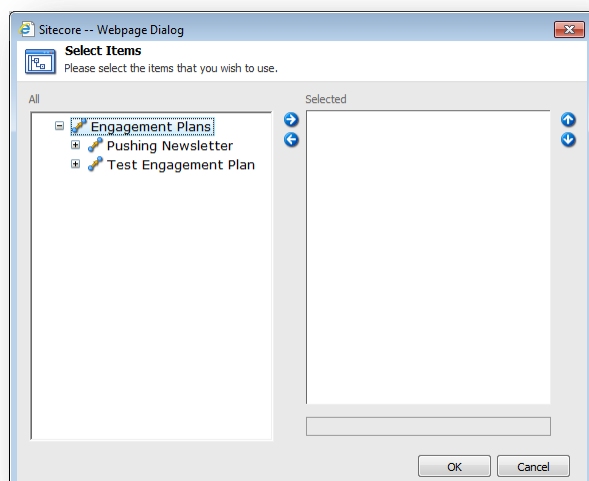 Sitecore -- Webpage Dialog
Select Items
Please select the items that you wish to use.
All
Selected
Engagement Plans
Pushing Newsletter
Test Engagement Plan
OK
Cancel